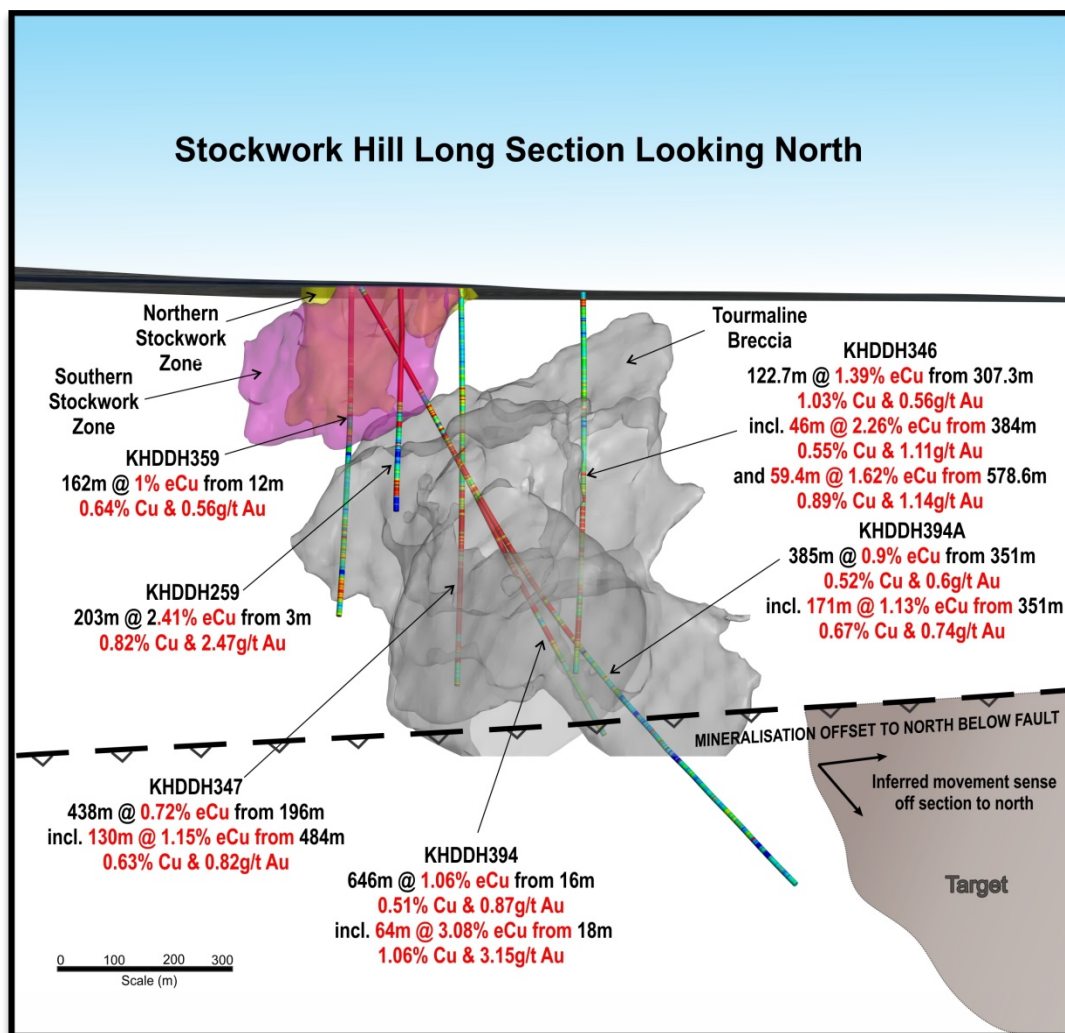 Stockwork Hill Long Section Looking North
Northern
Stockwork
Zone
Southern
Stockwork
Zone
Tourmaline
Breccia
KHDDH346
122.7m @ 1.39% eCu from 307.3m
1.03% Cu & 0.56g/t Au
incl. 46m @ 2.26% eCu from 384m
0.55% Cu & 1.11g/t Au
and 59.4m @ 1.62% eCu from 578.6m
0.89% Cu & 1.14g/t Au
KHDDH359
162m @ 1% eCu from 12m
0.64% Cu & 0.56g/t Au
KHDDH394A
385m @ 0.9% eCu from 351m
0.52% Cu & 0.6g/t Au
incl. 171m @ 1.13% eCu from 351m
0.67% Cu & 0.74g/t Au
KHDDH259
203m @ 2.41% eCu from 3m
0.82% Cu & 2.47g/t Au
MINERALISATION OFFSET TO NORTH BELOW FAULT
Inferred movement sense
off section to north
Target
KHDDH347
438m @ 0.72% eCu from 196m
incl. 130m @ 1.15% eCu from 484m
0.63% Cu & 0.82g/t Au
KHDDH394
646m @ 1.06% eCu from 16m
0.51% Cu & 0.87g/t Au
incl. 64m @ 3.08% eCu from 18m
1.06% Cu & 3.15g/t Au
0 100 200 300
Scale (m)